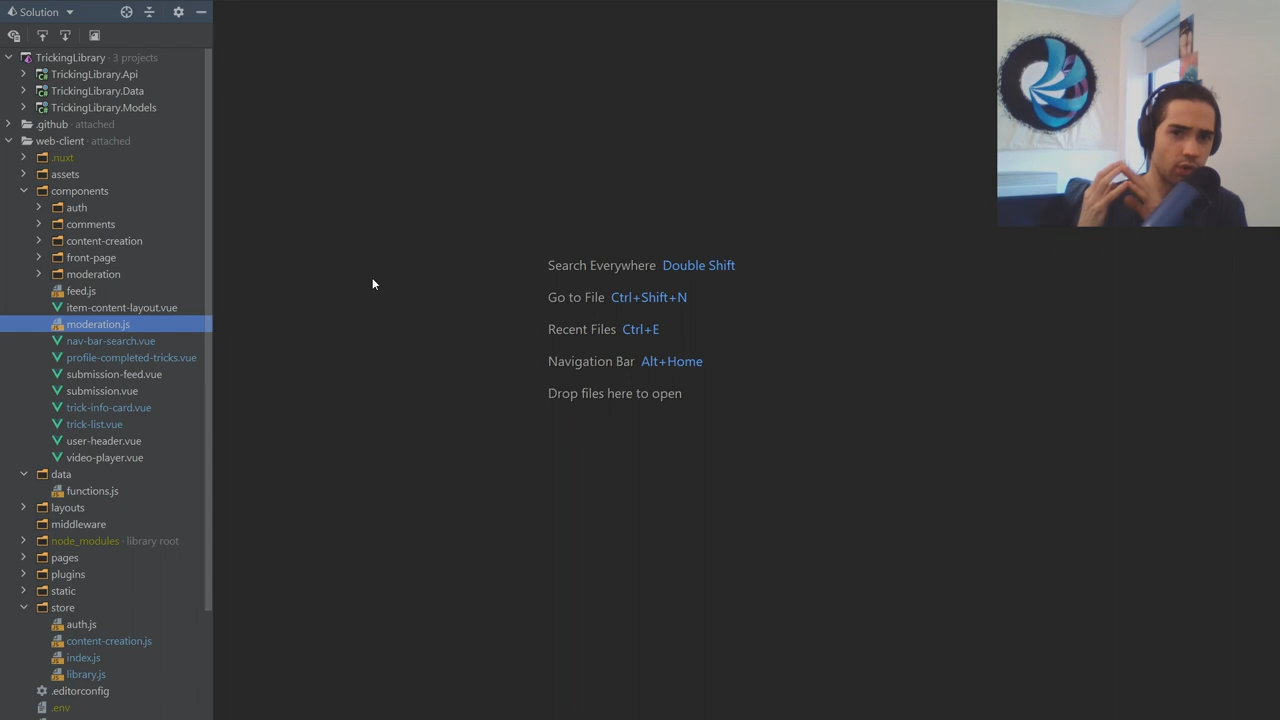 Solution
TrickingLibrary · 3 projects
TrickingLibrary.Api
TrickingLibrary.Data
TrickingLibrary.Models
.github · attached
web-client · attached
.nuxt
assets
components
auth
comments
content-creation
front-page
moderation
feed.js
item-content-layout.vue
moderation.js
nav-bar-search.vue
profile-completed-tricks.vue
submission-feed.vue
submission.vue
trick-info-card.vue
trick-list.vue
user-header.vue
video-player.vue
data
functions.js
layouts
middleware
node_modules · library root
pages
plugins
static
store
auth.js
content-creation.js
index.js
library.js
.editorconfig
.env
Search Everywhere Double Shift
Go to File Ctrl+Shift+N
Recent Files Ctrl+E
Navigation Bar Alt+Home
Drop files here to open